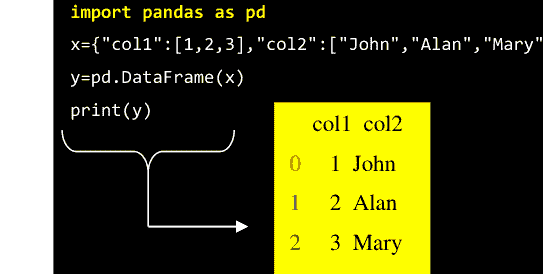 import pandas as pd
x={"col1":[1,2,3],"col2":["John","Alan","Mary"
y=pd.DataFrame(x)
print(y)
col1 col2
0 1 John
1 2 Alan
2 3 Mary